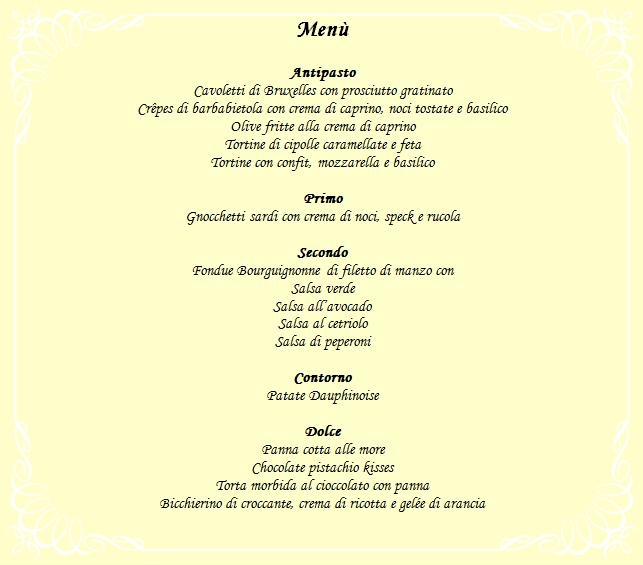 Menù
Antipasto
Cavoletti di Bruxelles con prosciutto gratinato
Crêpes di barbabietola con crema di caprino, noci tostate e basilico
Olive fritte alla crema di caprino
Tortine di cipolle caramellate e feta
Tortine con confit, mozzarella e basilico
Primo
Gnocchetti sardi con crema di noci, speck e rucola
Secondo
Fondue Bourguignonne di filetto di manzo con
Salsa verde
Salsa all'avocado
Salsa al cetriolo
Salsa di peperoni
Contorno
Patate Dauphinoise
Dolce
Panna cotta alle more
Chocolate pistachio kisses
Torta morbida al cioccolato con panna
Bicchierino di croccante, crema di ricotta e gelée di arancia